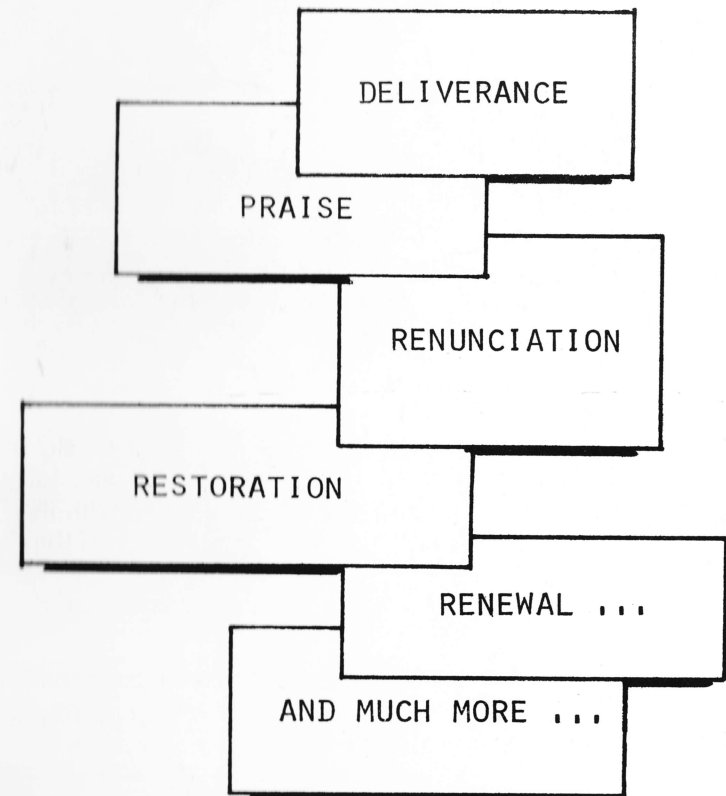 DELIVERANCE
PRAISE
RENUNCIATION
RESTORATION
RENEWAL ...
AND MUCH MORE ...